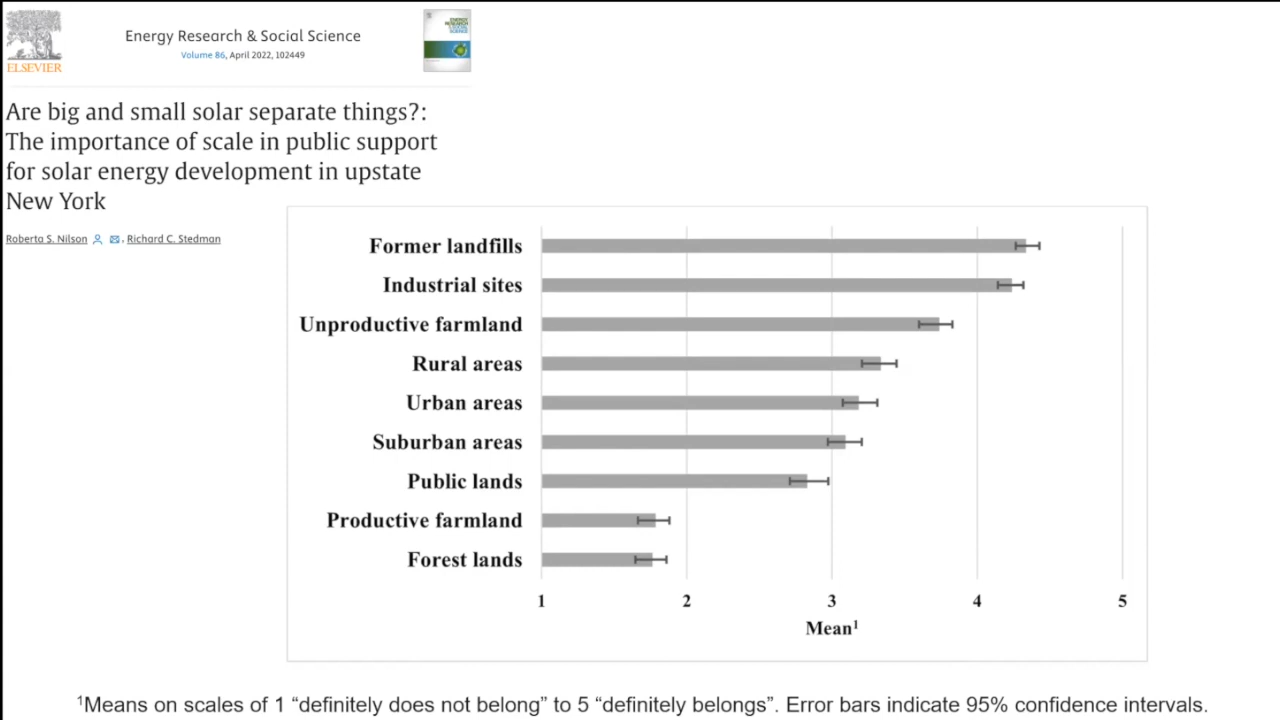 ELSEVIER
Energy Research & Social Science
Volume 86, April 2022, 102449
ENERGY
RESEARCH
& SOCIAL
SCIENCE
Are big and small solar separate things?:
The importance of scale in public support
for solar energy development in upstate
New York
Roberta S. Nilson , Richard C. Stedman
Former landfills
Industrial sites
Unproductive farmland
Rural areas
Urban areas
Suburban areas
Public lands
Productive farmland
Forest lands
1 2 3 4 5
Mean¹
¹Means on scales of 1 “definitely does not belong” to 5 “definitely belongs”. Error bars indicate 95% confidence intervals.